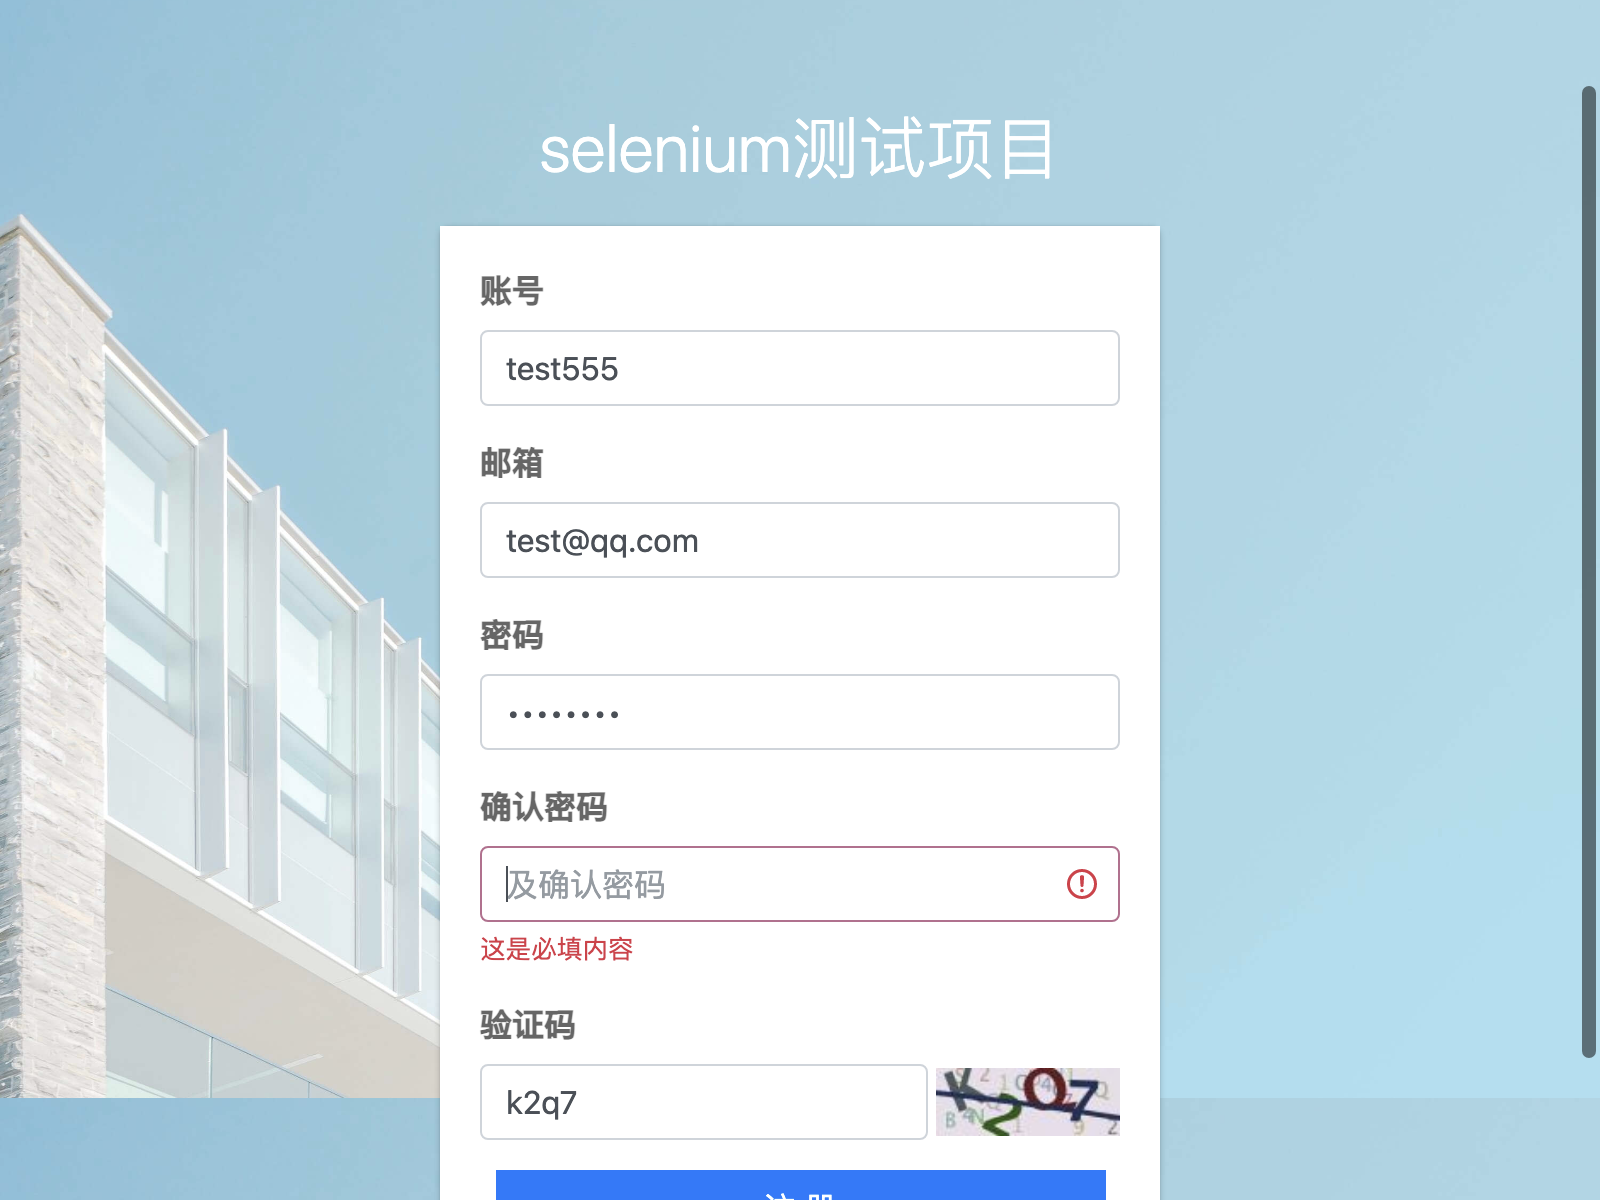 selenium测试项目
账号
test555
邮箱
test@qq.com
密码
••••••••
确认密码
及确认密码
这是必填内容
验证码
k2q7
K2Q7
注 册